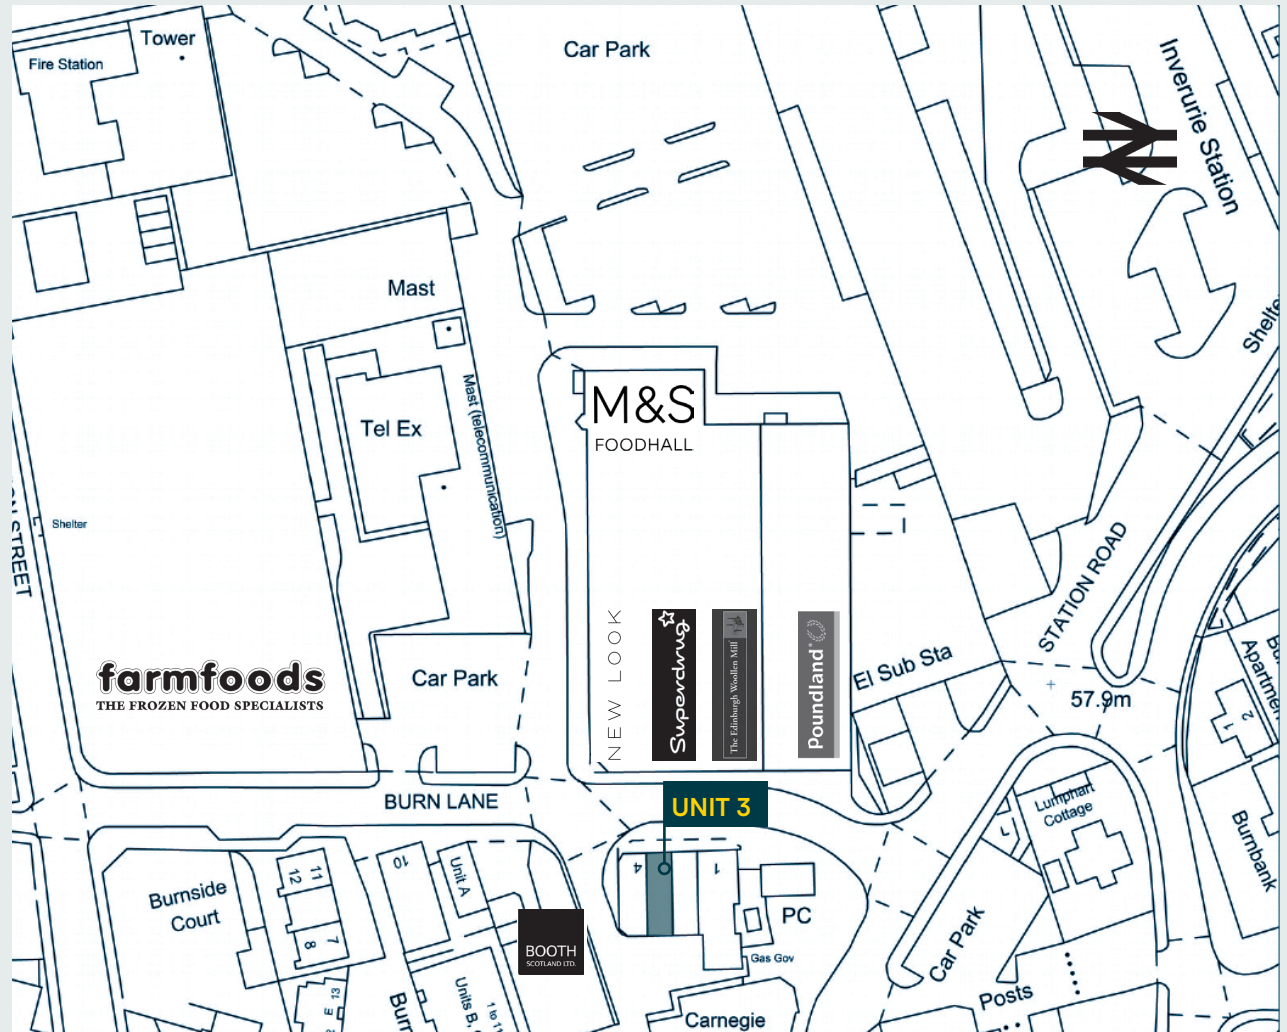 Tower
Fire Station
Car Park
Inverurie Station
Mast
Mast (telecommunication)
Tel Ex
M&S
FOODHALL
Shelter
STREET
STATION ROAD
NEW LOOK
Superdrug
The Edinburgh Woollen Mill
Poundland
El Sub Sta
57.9m
farmfoods
THE FROZEN FOOD SPECIALISTS
Car Park
BURN LANE
UNIT 3
Lumphart
Cottage
1
2
Burnbank
Burnside
Court
12
11
8
7
10
Unit A
4
1
PC
Car Park
BOOTH
SCOTLAND LTD.
Gas Gov
Posts
13
E
Units B,
1 to 11
Carnegie